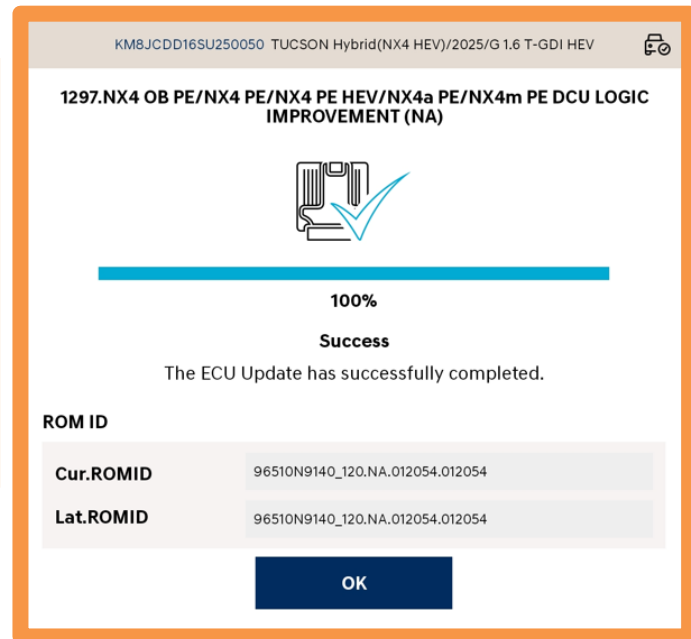 KM8JCDD16SU250050 TUCSON Hybrid(NX4 HEV)/2025/G 1.6 T-GDI HEV
1297.NX4 OB PE/NX4 PE/NX4 PE HEV/NX4a PE/NX4m PE DCU LOGIC
IMPROVEMENT (NA)
100%
Success
The ECU Update has successfully completed.
ROM ID
Cur.ROMID 96510N9140_120.NA.012054.012054
Lat.ROMID 96510N9140_120.NA.012054.012054
OK